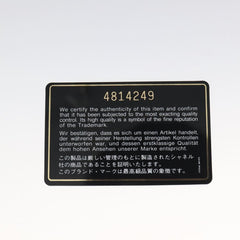 4814249
We certify the authenticity of this item and confirm
that it has been subjected to the most exacting quality
control. Its high quality is a symbol of the fine reputation
of the Trademark.
Wir bestätigen, dass es sich um einen Artikel handelt,
der während seiner Herstellung strengsten Kontrollen
unterworfen war, und dessen erstklassige Qualität
dem hohen Ansehen unserer Marke entspricht.
この製品は厳しい管理のもとに製造されたシャネル
社の商品であることを証明いたします。
このブランド・マークは最高級品質の象徴です。